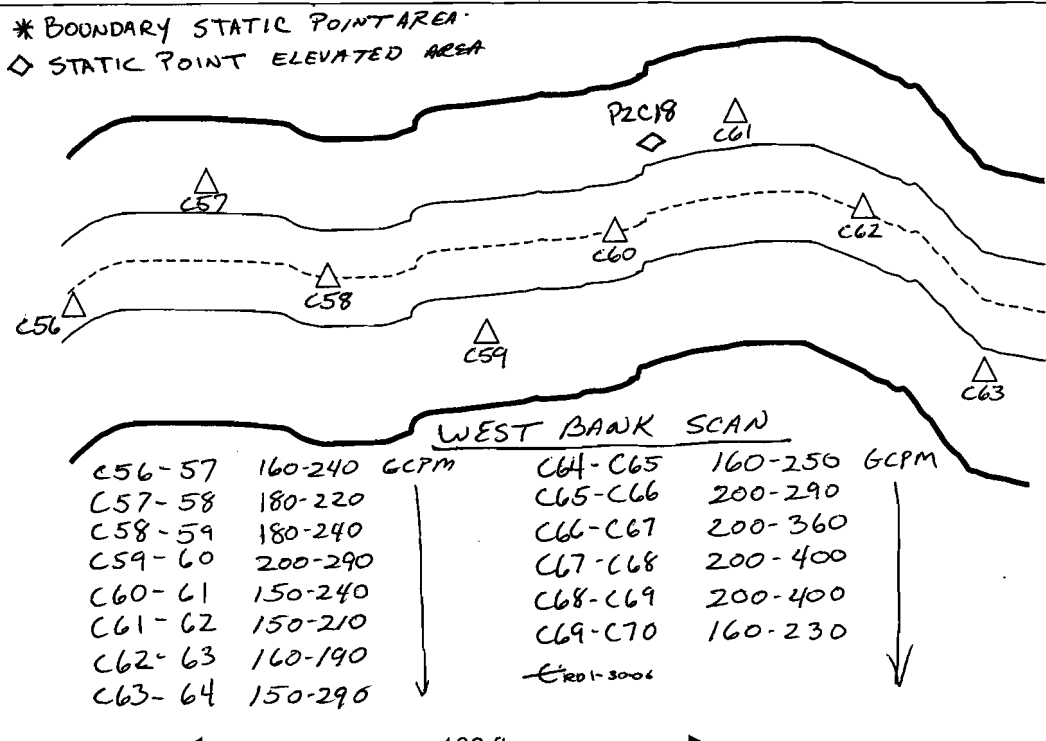 * BOUNDARY STATIC POINT AREA.
◇ STATIC POINT ELEVATED AREA
P2C18
C61
C57
C62
C60
C58
C56
C59
C63
WEST BANK SCAN
C56-57 160-240 GCPM
C57-58 180-220
C58-59 180-240
C59-60 200-290
C60-61 150-240
C61-62 150-210
C62-63 160-190
C63-64 150-290
C64-C65 160-250 GCPM
C65-C66 200-290
C66-C67 200-360
C67-C68 200-400
C68-C69 200-400
C69-C70 160-230